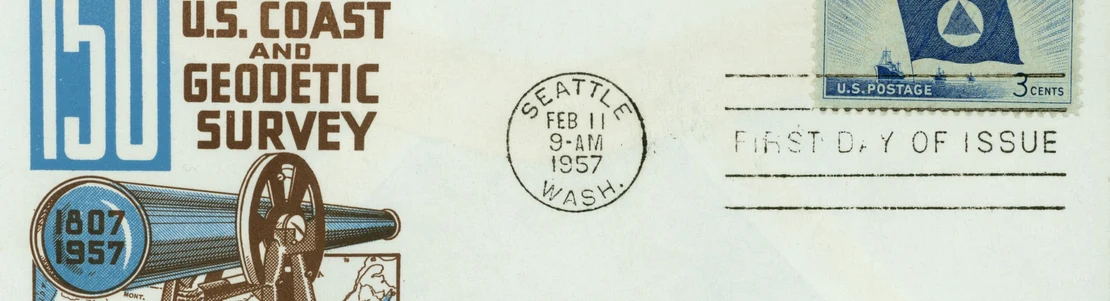 150
U.S. COAST
AND
GEODETIC
SURVEY
1807
1957
MONT.
SEATTLE
FEB 11
9-AM
1957
WASH.
U.S. POSTAGE
3 CENTS
FIRST DAY OF ISSUE